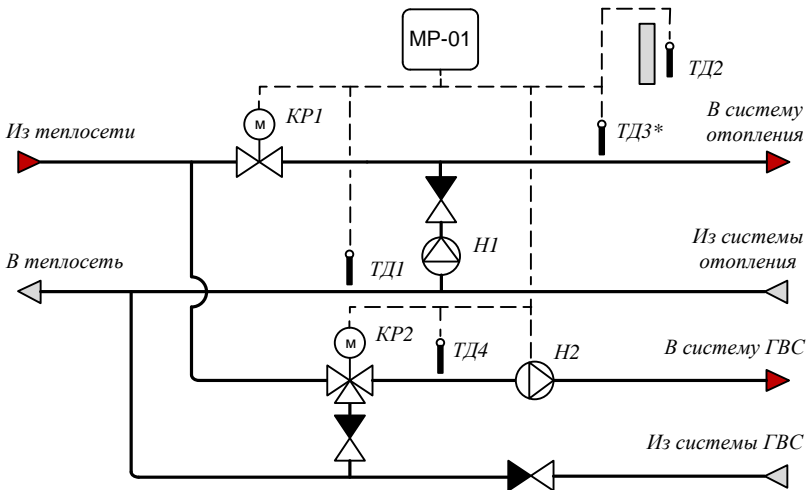 МР-01
ТД2
КР1
м
В систему
отопления
Из теплосети
ТД3*
Н1
Из системы
отопления
В теплосеть
ТД1
КР2
м
ТД4
Н2
В систему ГВС
Из системы ГВС